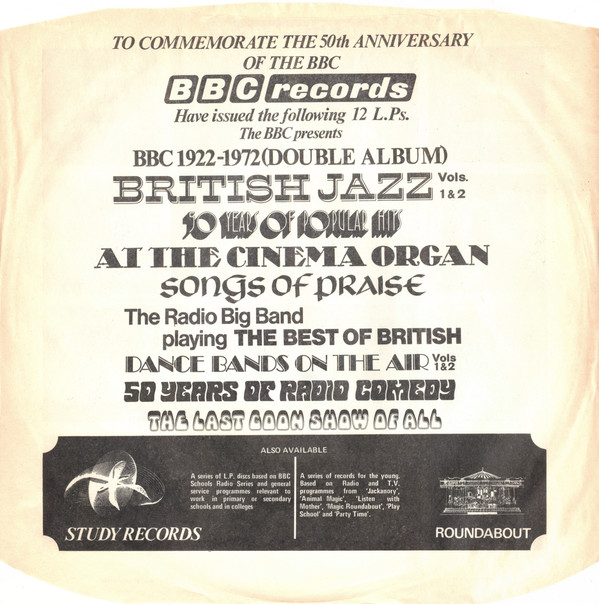 TO COMMEMORATE THE 50th ANNIVERSARY
OF THE BBC
BBC records
Have issued the following 12 L.Ps.
The BBC presents
BBC 1922-1972 (DOUBLE ALBUM)
BRITISH JAZZ Vols. 1 & 2
50 YEARS OF POPULAR HITS
AT THE CINEMA ORGAN
SONGS OF PRAISE
The Radio Big Band
playing THE BEST OF BRITISH
DANCE BANDS ON THE AIR Vols 1 & 2
50 YEARS OF RADIO COMEDY
THE LAST GOON SHOW OF ALL
ALSO AVAILABLE
A series of L.P. discs based on BBC
Schools Radio Series and general
service programmes relevant to
work in primary or secondary
schools and in colleges
STUDY RECORDS
A series of records for the young.
Based on Radio and T.V.
programmes from 'Jackanory',
'Animal Magic', 'Listen with
Mother', 'Magic Roundabout', 'Play
School' and 'Party Time'.
ROUNDABOUT